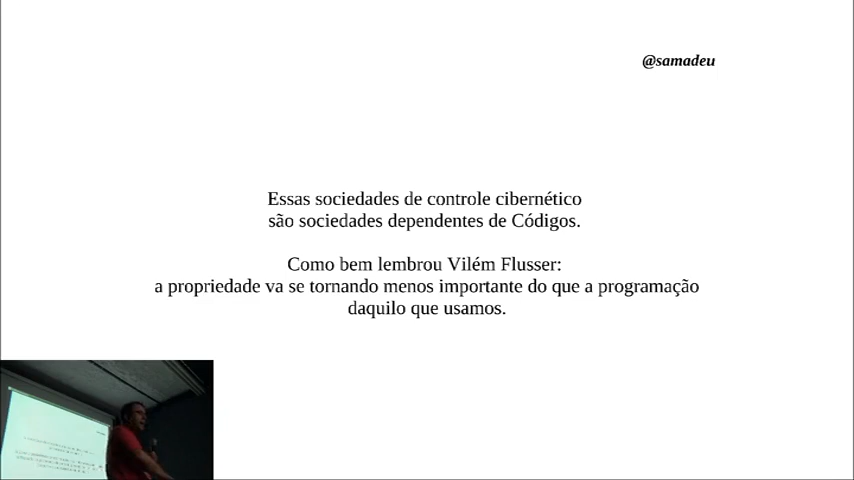 @samadeu
Essas sociedades de controle cibernético
são sociedades dependentes de Códigos.
Como bem lembrou Vilém Flusser:
a propriedade va se tornando menos importante do que a programação
daquilo que usamos.